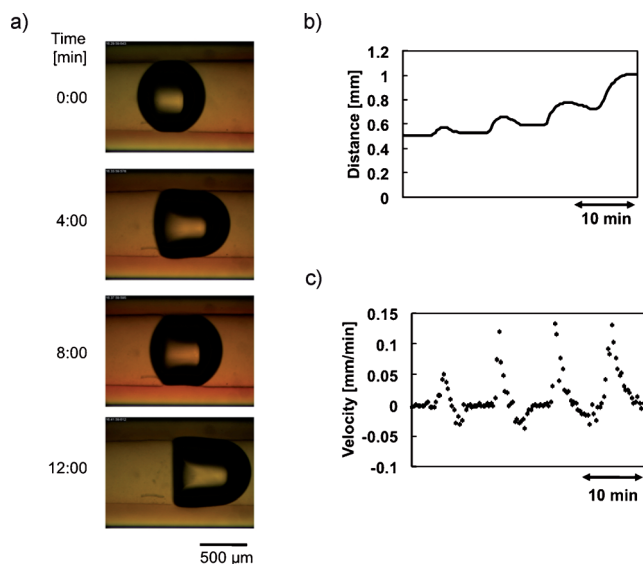 a)
Time
[min]
0:00
4:00
8:00
12:00
500 μm
b)
1.2
1
0.8
0.6
0.4
0.2
0
Distance [mm]
10 min
c)
0.15
0.1
0.05
0
-0.05
-0.1
Velocity [mm/min]
10 min